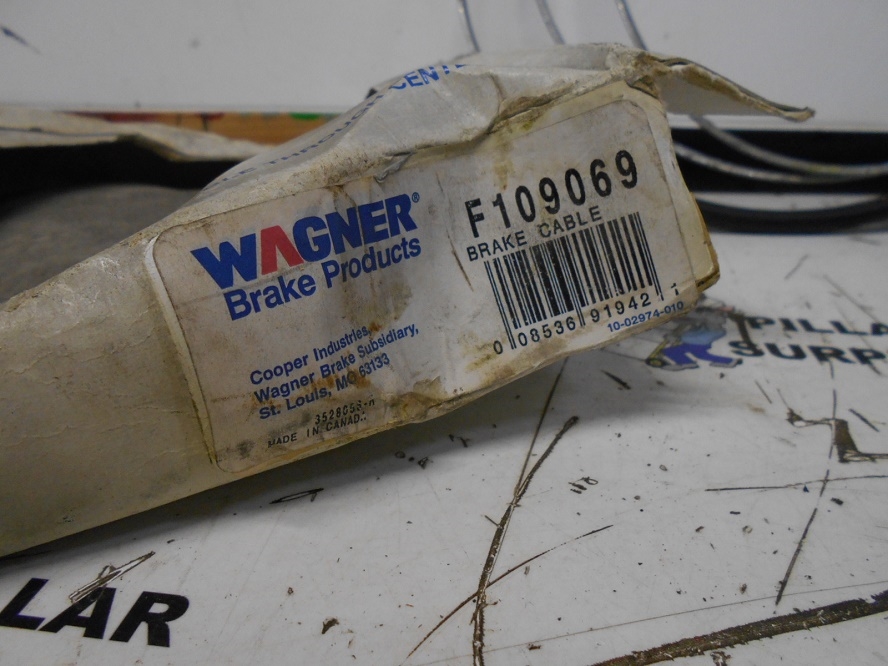 CENTE
WAGNER®
Brake Products
F109069
BRAKE CABLE
0 08536 91942 1
10-02974-010
Cooper Industries,
Wagner Brake Subsidiary,
St. Louis, MO 63133
MADE IN CANADA
PILLA
SURP
LAR